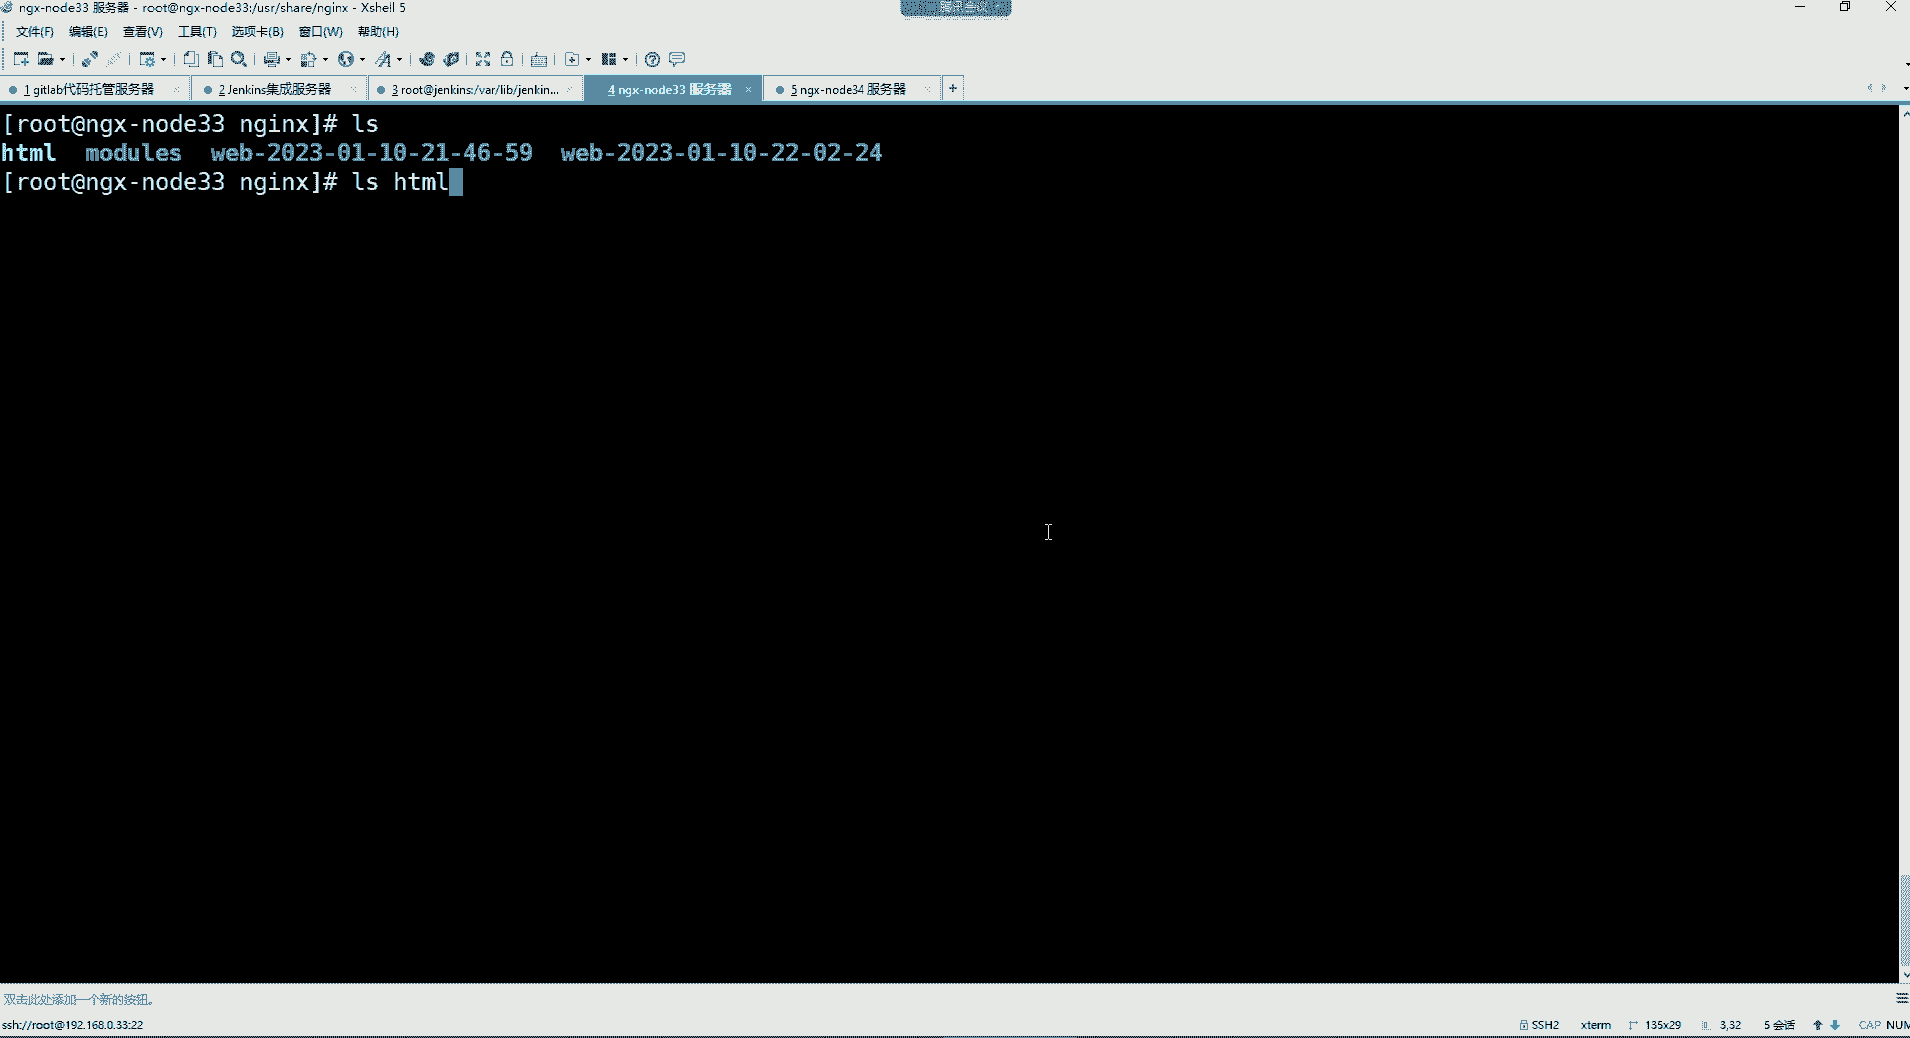 ngx-node33 服务器 - root@ngx-node33:/usr/share/nginx - Xshell 5
文件(F) 编辑(E) 查看(V) 工具(T) 选项卡(B) 窗口(W) 帮助(H)
1 gitlab代码托管服务器 2 Jenkins集成服务器 3 root@jenkins:/var/lib/jenkin... 4 ngx-node33 服务器 5 ngx-node34 服务器
[root@ngx-node33 nginx]# ls
html modules web-2023-01-10-21-46-59 web-2023-01-10-22-02-24
[root@ngx-node33 nginx]# ls html
双击此处添加一个新的按钮。
ssh://root@192.168.0.33:22 SSH2 xterm 135x29 3,32 5 会话 CAP NUM